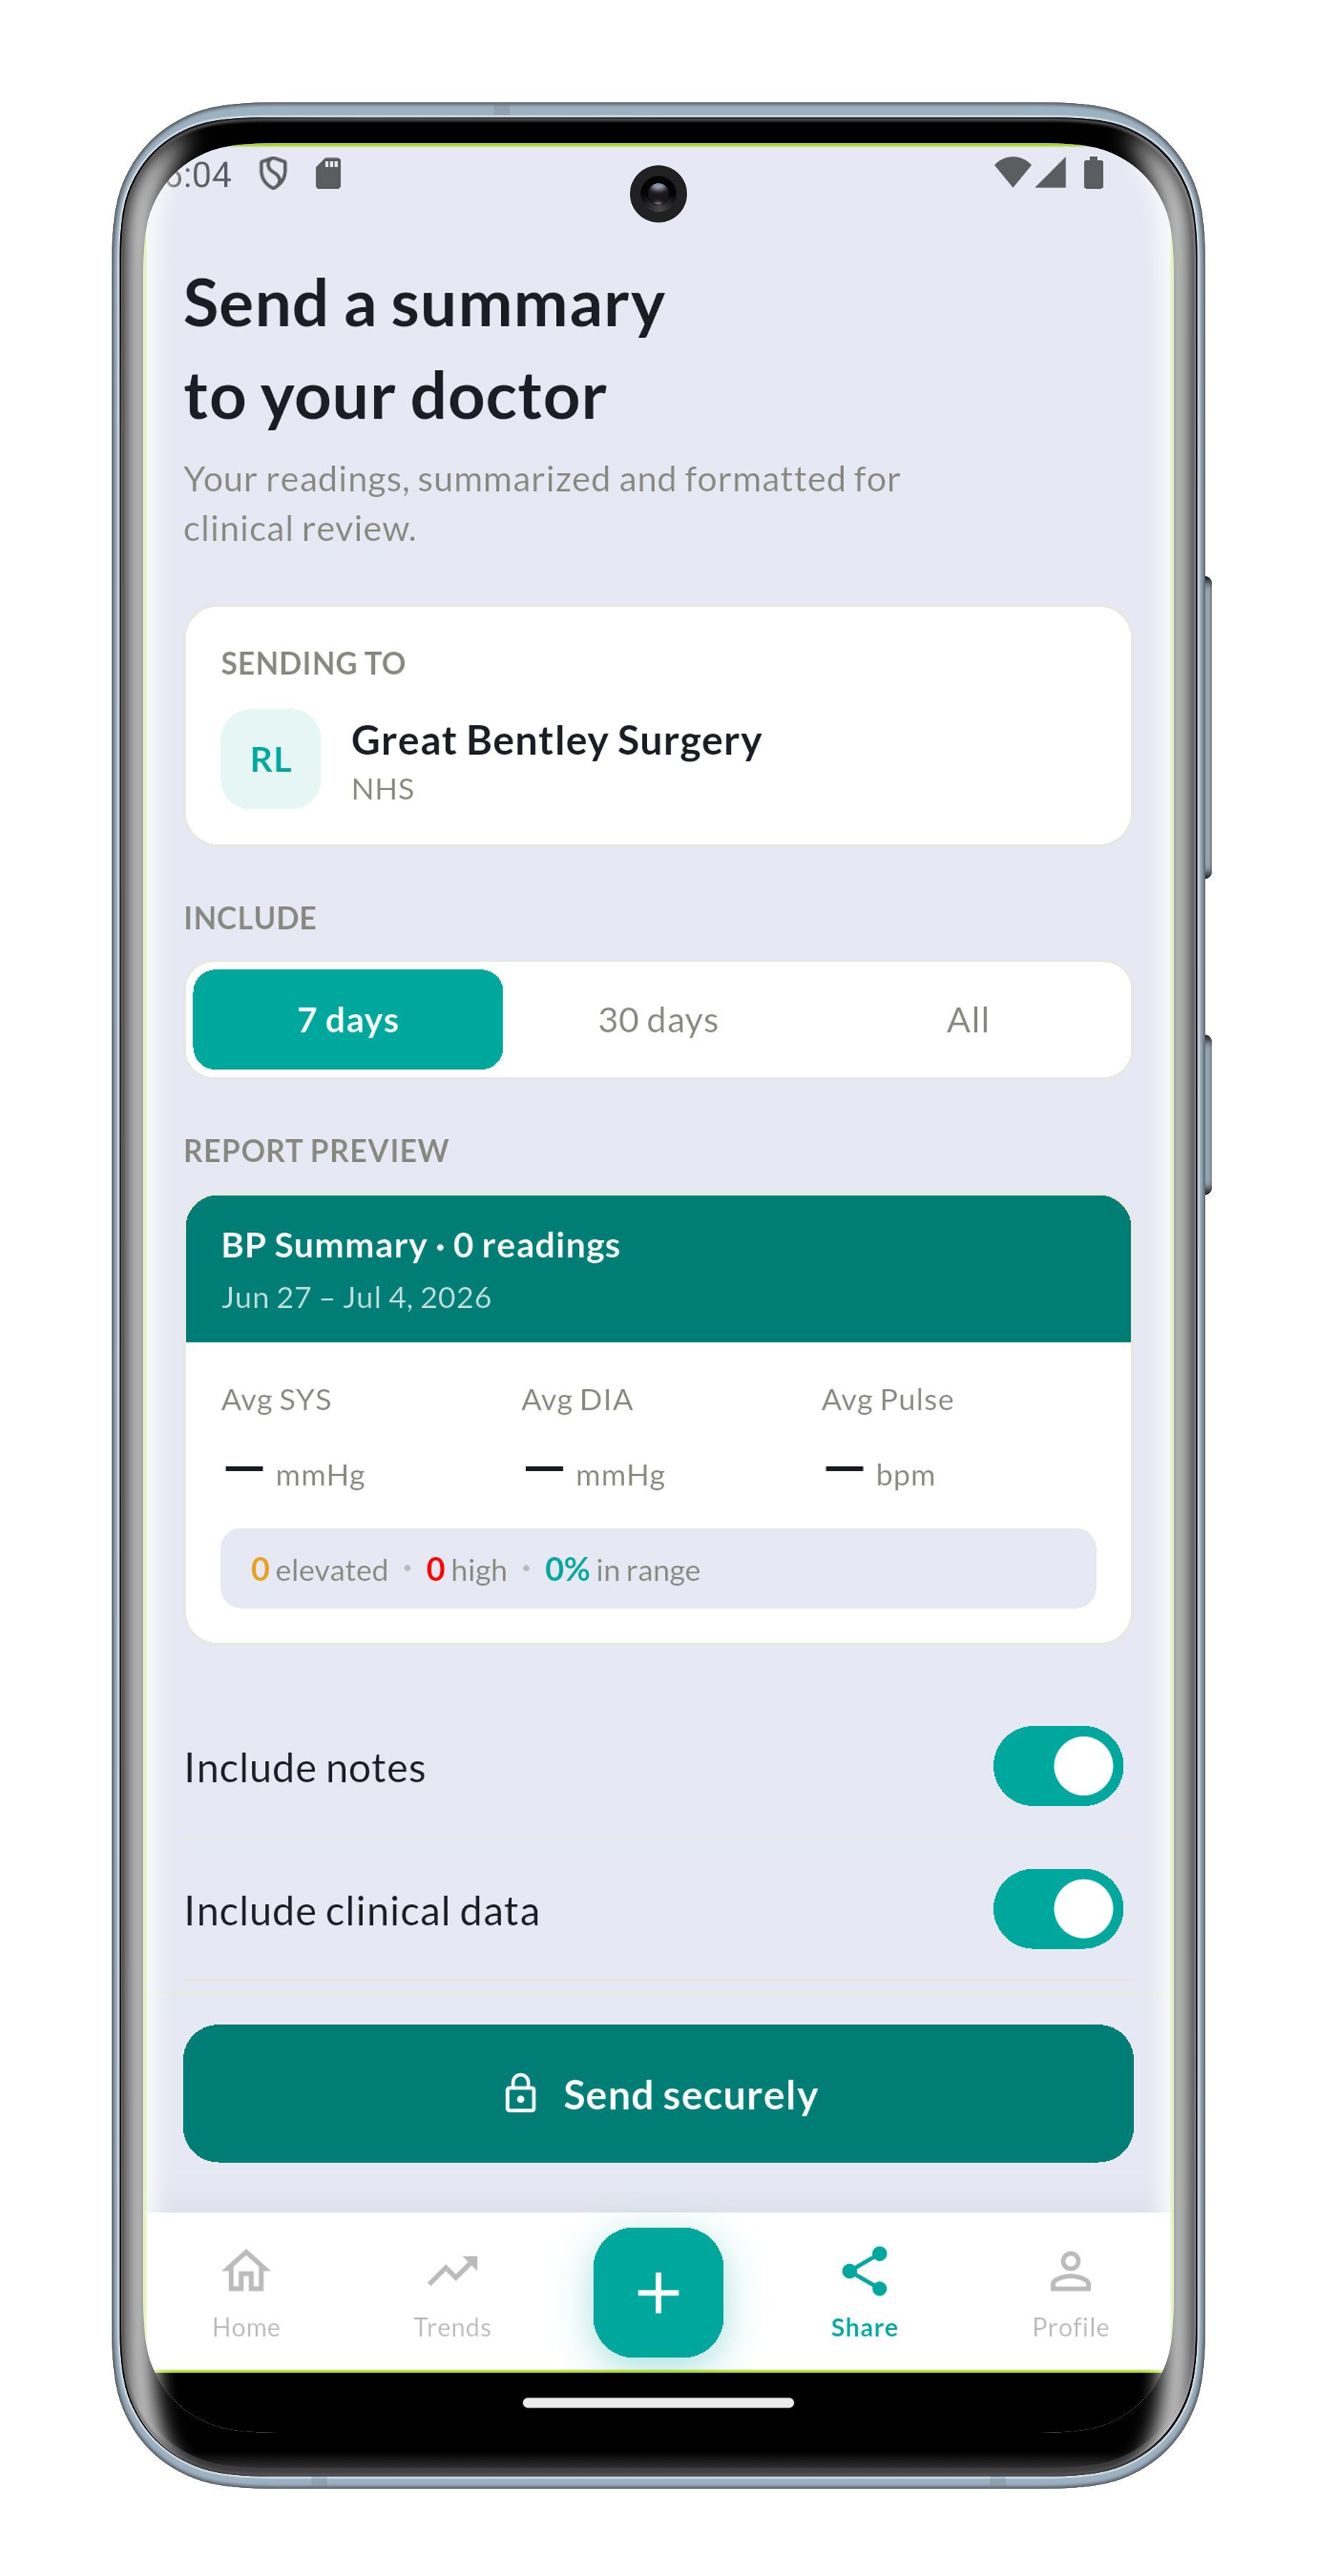 :04
Send a summary
to your doctor
Your readings, summarized and formatted for
clinical review.
SENDING TO
RL
Great Bentley Surgery
NHS
INCLUDE
7 days
30 days
All
REPORT PREVIEW
BP Summary · 0 readings
Jun 27 – Jul 4, 2026
Avg SYS
Avg DIA
Avg Pulse
— mmHg
— mmHg
— bpm
0 elevated • 0 high • 0% in range
Include notes
Include clinical data
Send securely
Home
Trends
+
Share
Profile